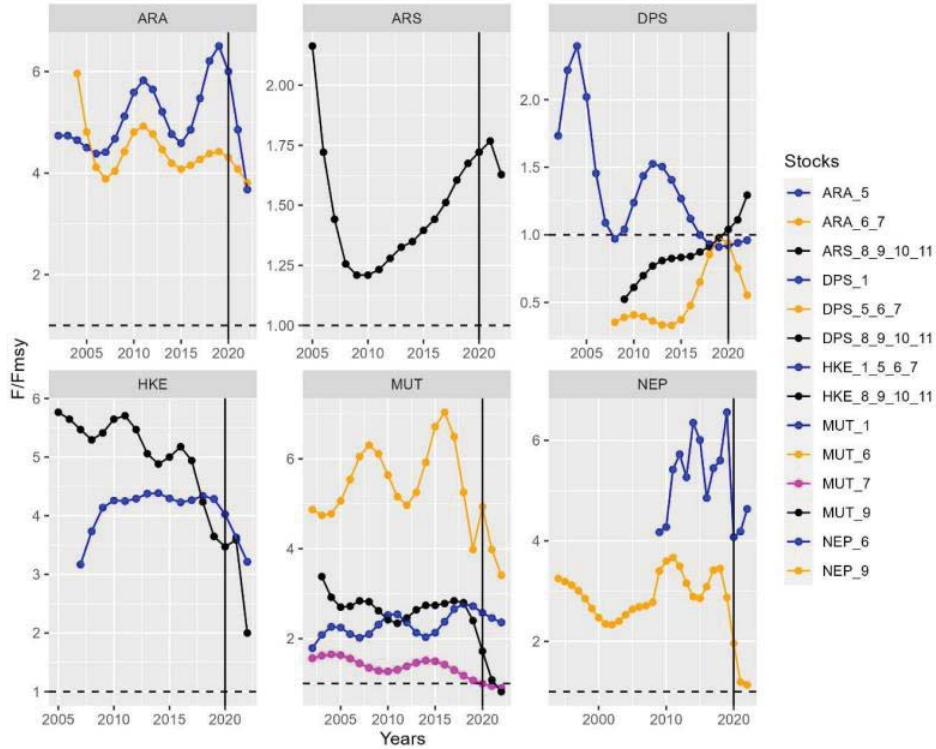 ARA ARS DPS
6
4
2
2005 2010 2015 2020
2.00
1.75
1.50
1.25
1.00
2005 2010 2015 2020
2.0
1.5
1.0
0.5
2005 2010 2015 2020
F/Fmsy
HKE MUT NEP
6
5
4
3
2
1
2005 2010 2015 2020
6
4
2
2005 2010 2015 2020
6
4
2
2000 2010 2020
Years
Stocks
ARA_5
ARA_6_7
ARS_8_9_10_11
DPS_1
DPS_5_6_7
DPS_8_9_10_11
HKE_1_5_6_7
HKE_8_9_10_11
MUT_1
MUT_6
MUT_7
MUT_9
NEP_6
NEP_9